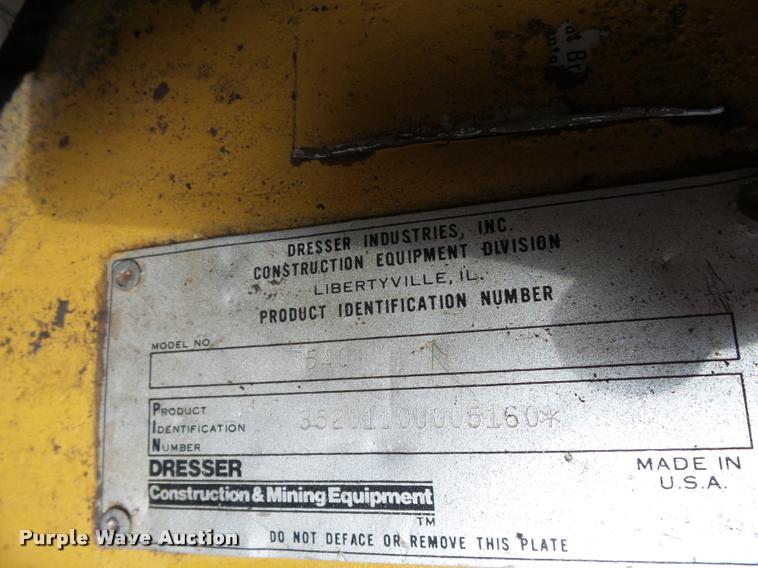 DRESSER INDUSTRIES, INC.
CONSTRUCTION EQUIPMENT DIVISION
LIBERTYVILLE, IL.
PRODUCT IDENTIFICATION NUMBER
MODEL NO.
PRODUCT
IDENTIFICATION
NUMBER
DRESSER
Construction & Mining Equipment
TM
MADE IN
U.S.A.
DO NOT DEFACE OR REMOVE THIS PLATE
Purple Wave Auction